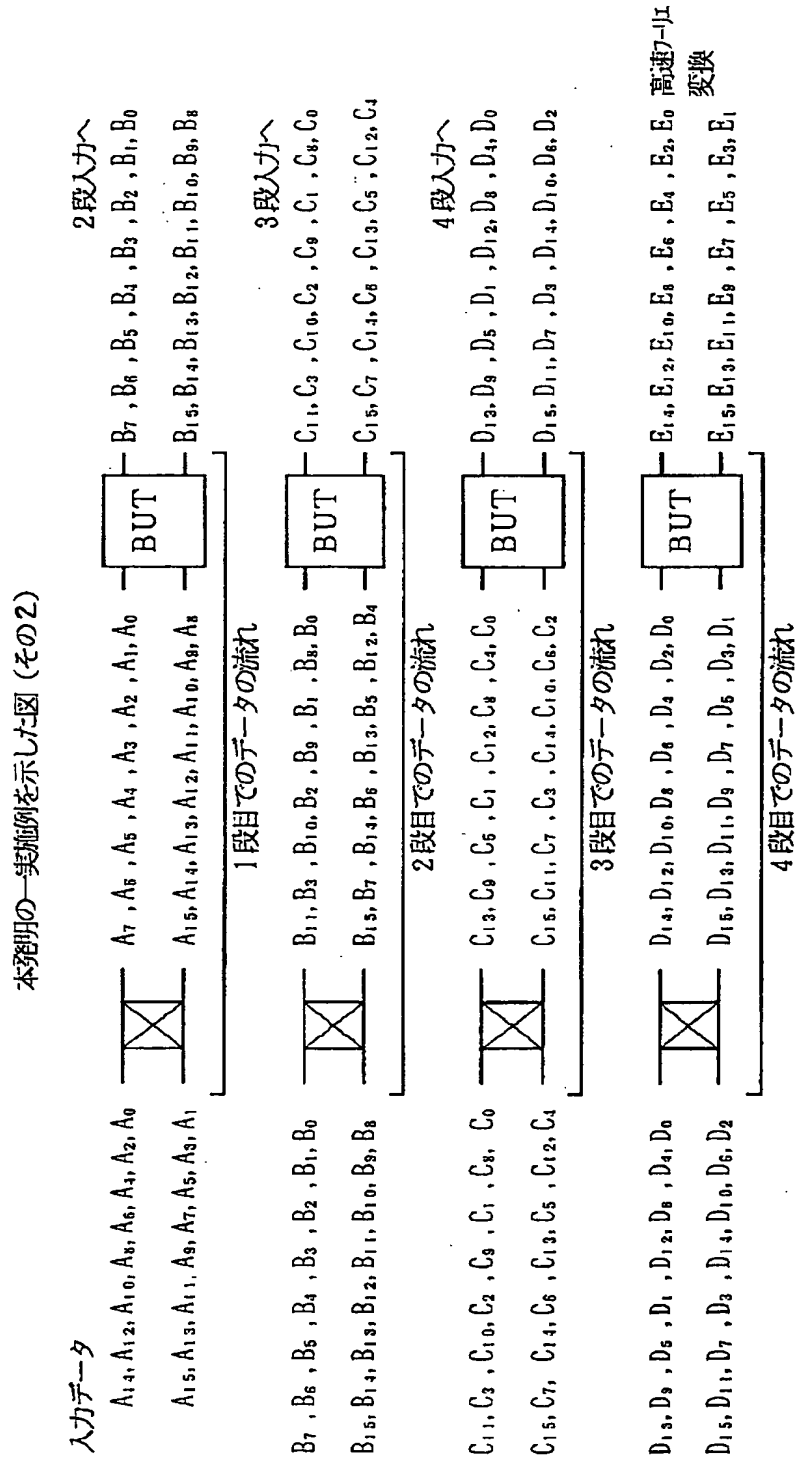 本発明の一実施例を示した図 (その2)
入力データ
2段入力へ
A₁₄, A₁₂, A₁₀, A₈, A₆, A₄, A₂, A₀
A₁₅, A₁₃, A₁₁, A₉, A₇, A₅, A₃, A₁
A₇, A₆, A₅, A₄, A₃, A₂, A₁, A₀
A₁₅, A₁₄, A₁₃, A₁₂, A₁₁, A₁₀, A₉, A₈
BUT
B₇, B₆, B₅, B₄, B₃, B₂, B₁, B₀
B₁₅, B₁₄, B₁₃, B₁₂, B₁₁, B₁₀, B₉, B₈
1段目でのデータの流れ
3段入力へ
B₇, B₆, B₅, B₄, B₃, B₂, B₁, B₀
B₁₅, B₁₄, B₁₃, B₁₂, B₁₁, B₁₀, B₉, B₈
B₁₁, B₃, B₁₀, B₂, B₉, B₁, B₈, B₀
B₁₅, B₇, B₁₄, B₆, B₁₃, B₅, B₁₂, B₄
BUT
C₁₁, C₃, C₁₀, C₂, C₉, C₁, C₈, C₀
C₁₅, C₇, C₁₄, C₆, C₁₃, C₅, C₁₂, C₄
2段目でのデータの流れ
4段入力へ
C₁₁, C₃, C₁₀, C₂, C₉, C₁, C₈, C₀
C₁₅, C₇, C₁₄, C₆, C₁₃, C₅, C₁₂, C₄
C₁₃, C₉, C₅, C₁, C₁₂, C₈, C₄, C₀
C₁₅, C₁₁, C₇, C₃, C₁₄, C₁₀, C₆, C₂
BUT
D₁₃, D₉, D₅, D₁, D₁₂, D₈, D₄, D₀
D₁₅, D₁₁, D₇, D₃, D₁₄, D₁₀, D₆, D₂
3段目でのデータの流れ
D₁₃, D₉, D₅, D₁, D₁₂, D₈, D₄, D₀
D₁₅, D₁₁, D₇, D₃, D₁₄, D₁₀, D₆, D₂
D₁₄, D₁₂, D₁₀, D₈, D₆, D₄, D₂, D₀
D₁₅, D₁₃, D₁₁, D₉, D₇, D₅, D₃, D₁
BUT
E₁₄, E₁₂, E₁₀, E₈, E₆, E₄, E₂, E₀
E₁₅, E₁₃, E₁₁, E₉, E₇, E₅, E₃, E₁
高速フーリエ
変換
4段目でのデータの流れ